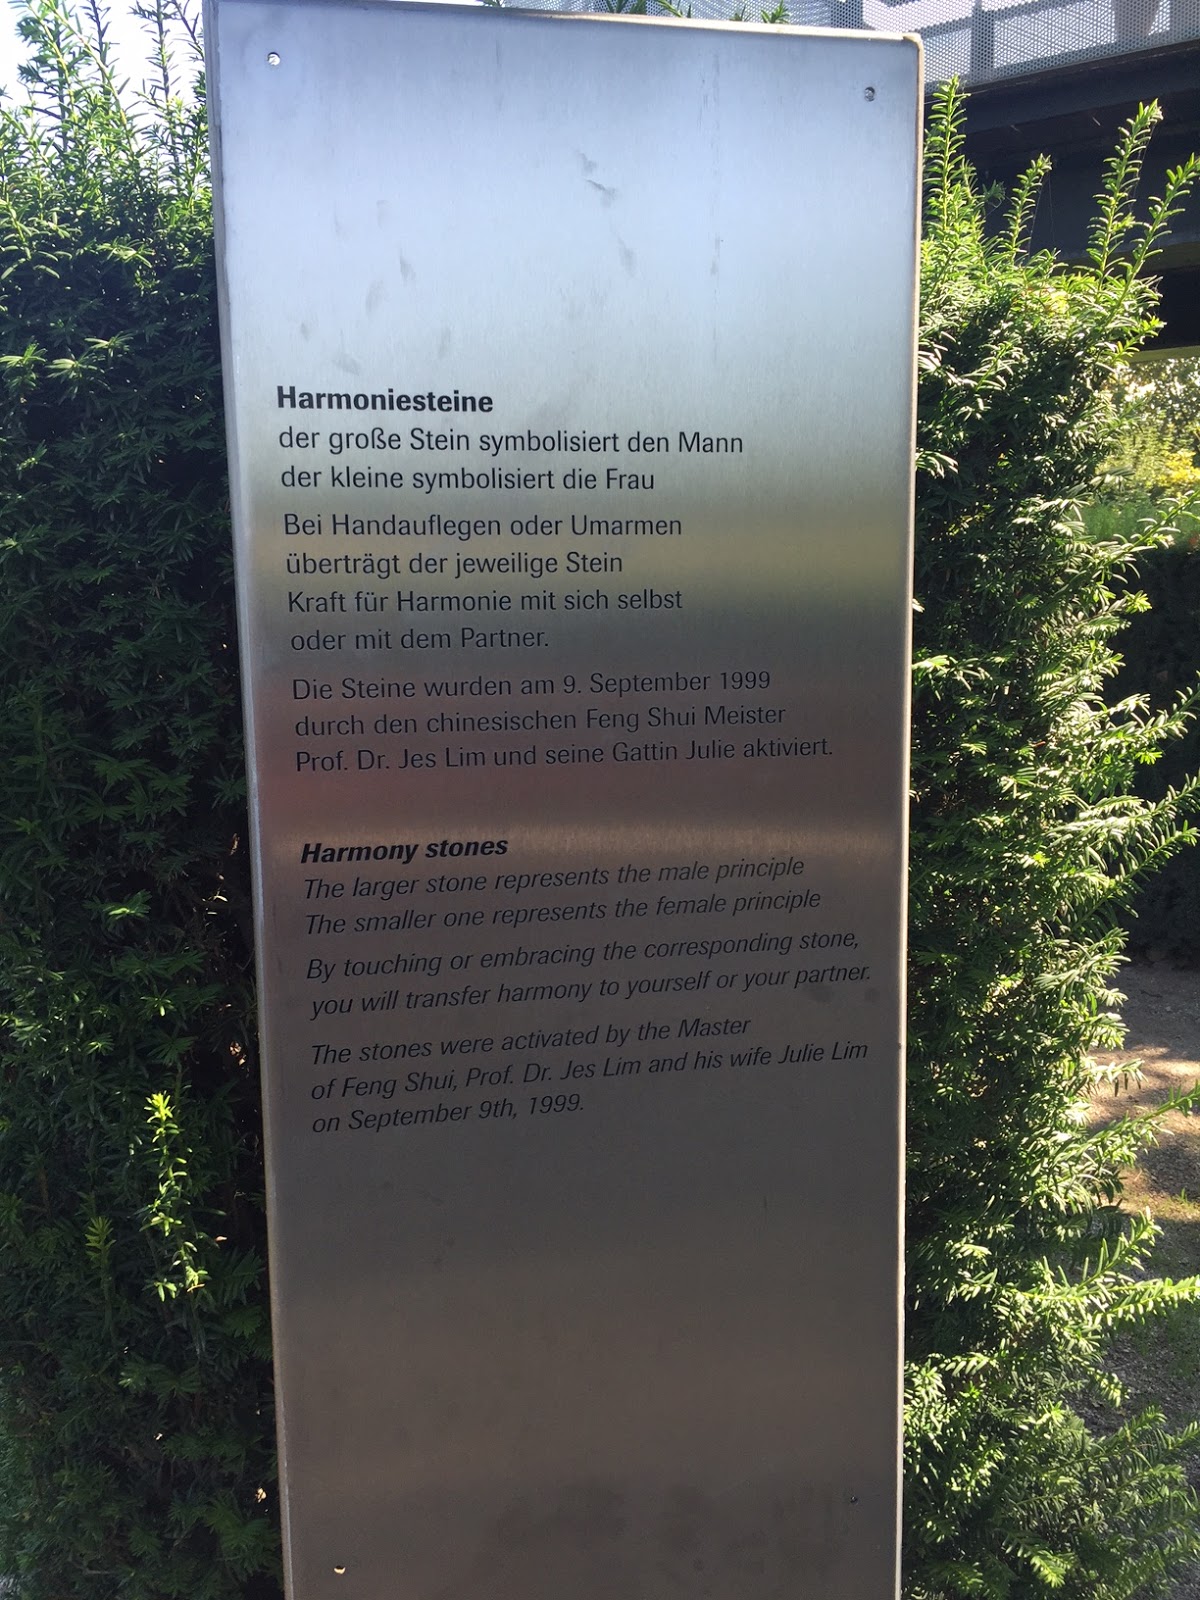 Harmoniesteine
der große Stein symbolisiert den Mann
der kleine symbolisiert die Frau
Bei Handauflegen oder Umarmen
überträgt der jeweilige Stein
Kraft für Harmonie mit sich selbst
oder mit dem Partner.
Die Steine wurden am 9. September 1999
durch den chinesischen Feng Shui Meister
Prof. Dr. Jes Lim und seine Gattin Julie aktiviert.
Harmony stones
The larger stone represents the male principle
The smaller one represents the female principle
By touching or embracing the corresponding stone,
you will transfer harmony to yourself or your partner.
The stones were activated by the Master
of Feng Shui, Prof. Dr. Jes Lim and his wife Julie Lim
on September 9th, 1999.